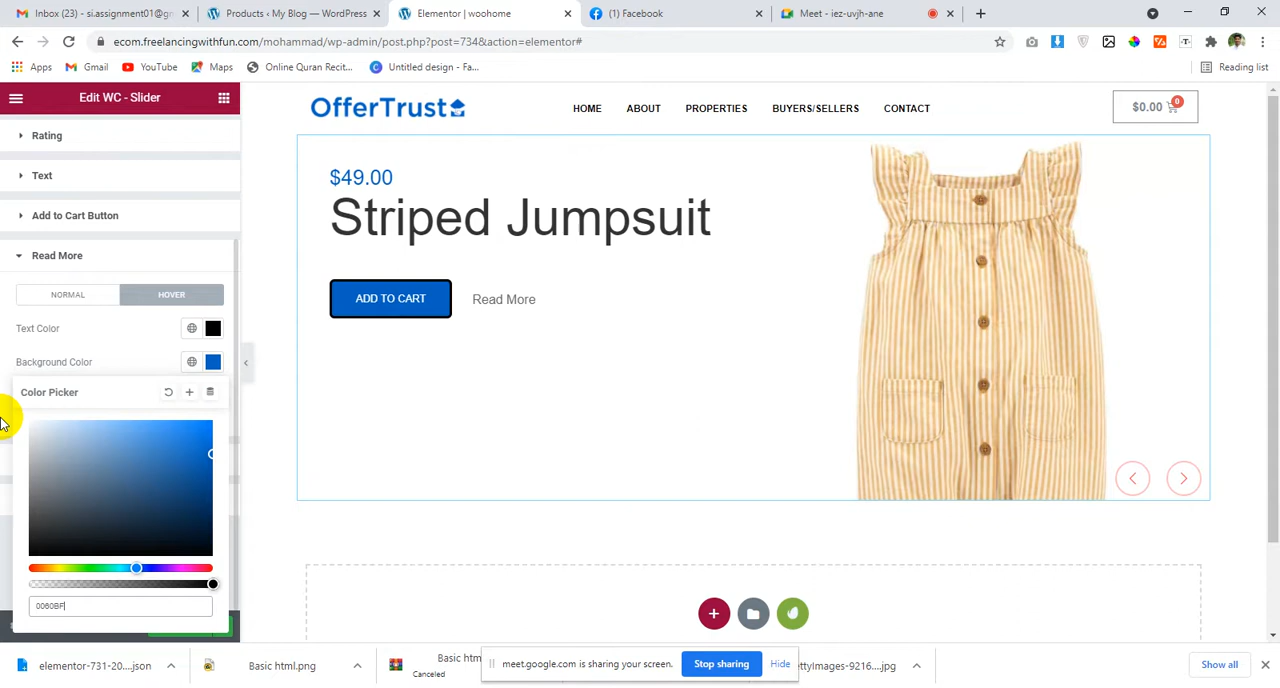 Inbox (23) - si.assignment01@gm
Products ‹ My Blog — WordPress
Elementor | woohome
(1) Facebook
Meet - iez-uvjh-ane
ecom.freelancingwithfun.com/mohammad/wp-admin/post.php?post=734&action=elementor#
Apps
Gmail
YouTube
Maps
Online Quran Recit...
Untitled design - Fa...
Reading list
Edit WC - Slider
OfferTrust
HOME
ABOUT
PROPERTIES
BUYERS/SELLERS
CONTACT
$0.00
0
Rating
Text
Add to Cart Button
Read More
NORMAL
HOVER
Text Color
Background Color
Color Picker
0060BF
$49.00
Striped Jumpsuit
ADD TO CART
Read More
elementor-731-20....json
Basic html.png
Basic html
Canceled
meet.google.com is sharing your screen.
Stop sharing
Hide
ettyImages-9216....jpg
Show all